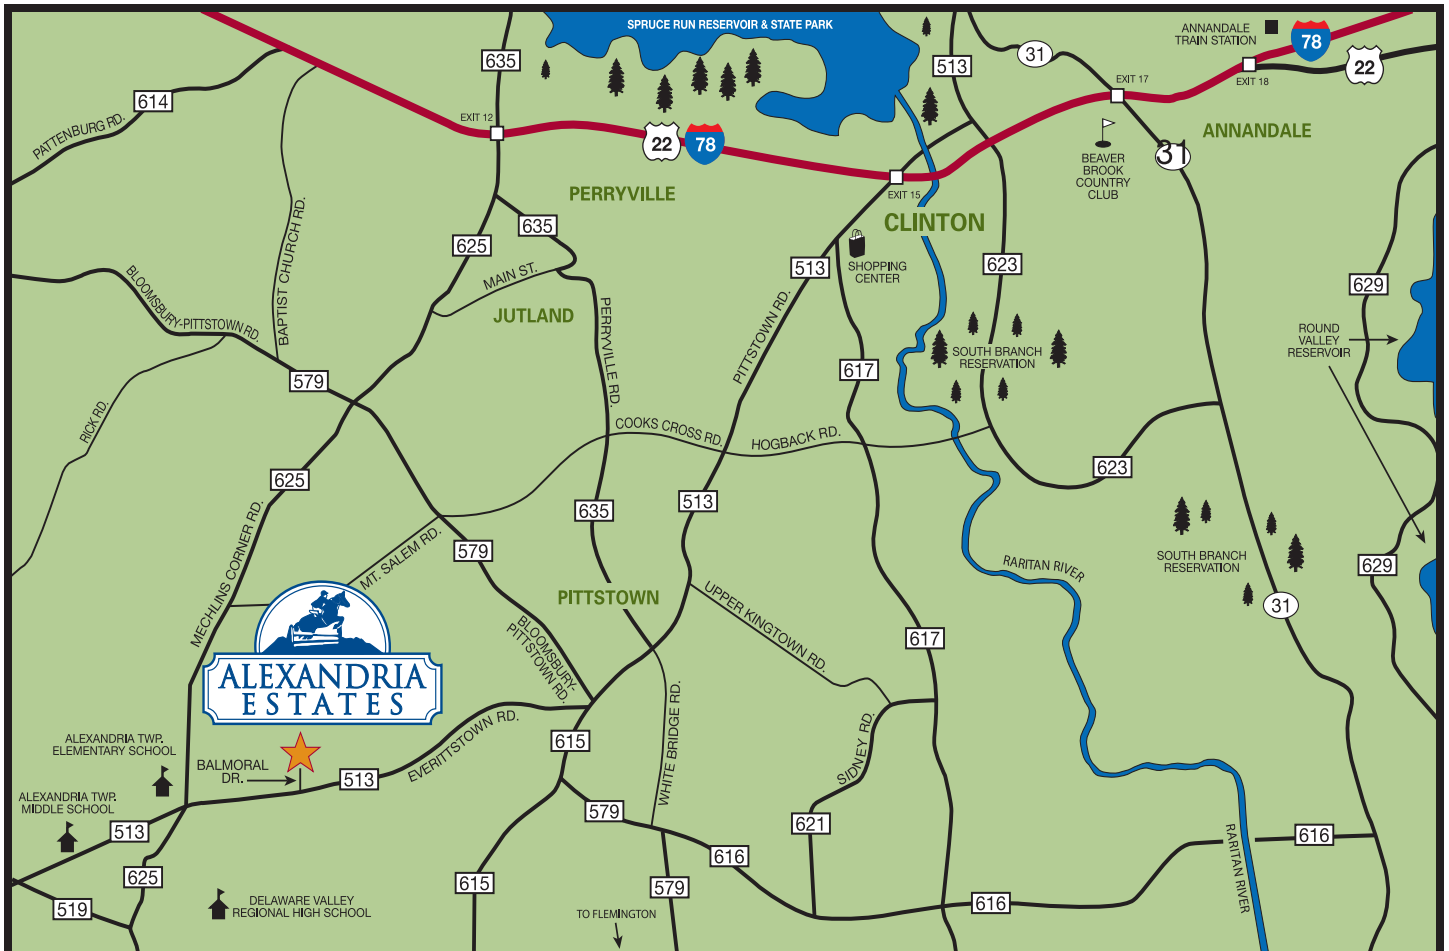 SPRUCE RUN RESERVOIR & STATE PARK
ANNANDALE
TRAIN STATION
78
22
31
513
635
614
PATTENBURG RD.
EXIT 12
22
78
EXIT 17
EXIT 18
ANNANDALE
31
BEAVER
BROOK
COUNTRY
CLUB
EXIT 15
PERRYVILLE
CLINTON
635
625
BAPTIST CHURCH RD.
MAIN ST.
JUTLAND
PERRYVILLE RD.
513
SHOPPING
CENTER
623
629
BLOOMSBURY-PITTSTOWN RD.
PITTSTOWN RD.
ROUND
VALLEY
RESERVOIR
SOUTH BRANCH
RESERVATION
617
579
RICK RD.
COOKS CROSS RD.
HOGBACK RD.
623
625
513
635
MECHLINS CORNER RD.
MT. SALEM RD.
579
RARITAN RIVER
SOUTH BRANCH
RESERVATION
629
31
PITTSTOWN
UPPER KINGTOWN RD.
617
BLOOMSBURY-
PITTSTOWN RD.
ALEXANDRIA
ESTATES
WHITE BRIDGE RD.
SIDNEY RD.
EVERITTSTOWN RD.
615
ALEXANDRIA TWP.
ELEMENTARY SCHOOL
BALMORAL
DR.
513
ALEXANDRIA TWP.
MIDDLE SCHOOL
513
579
621
616
616
RARITAN RIVER
625
615
579
616
519
DELAWARE VALLEY
REGIONAL HIGH SCHOOL
TO FLEMINGTON